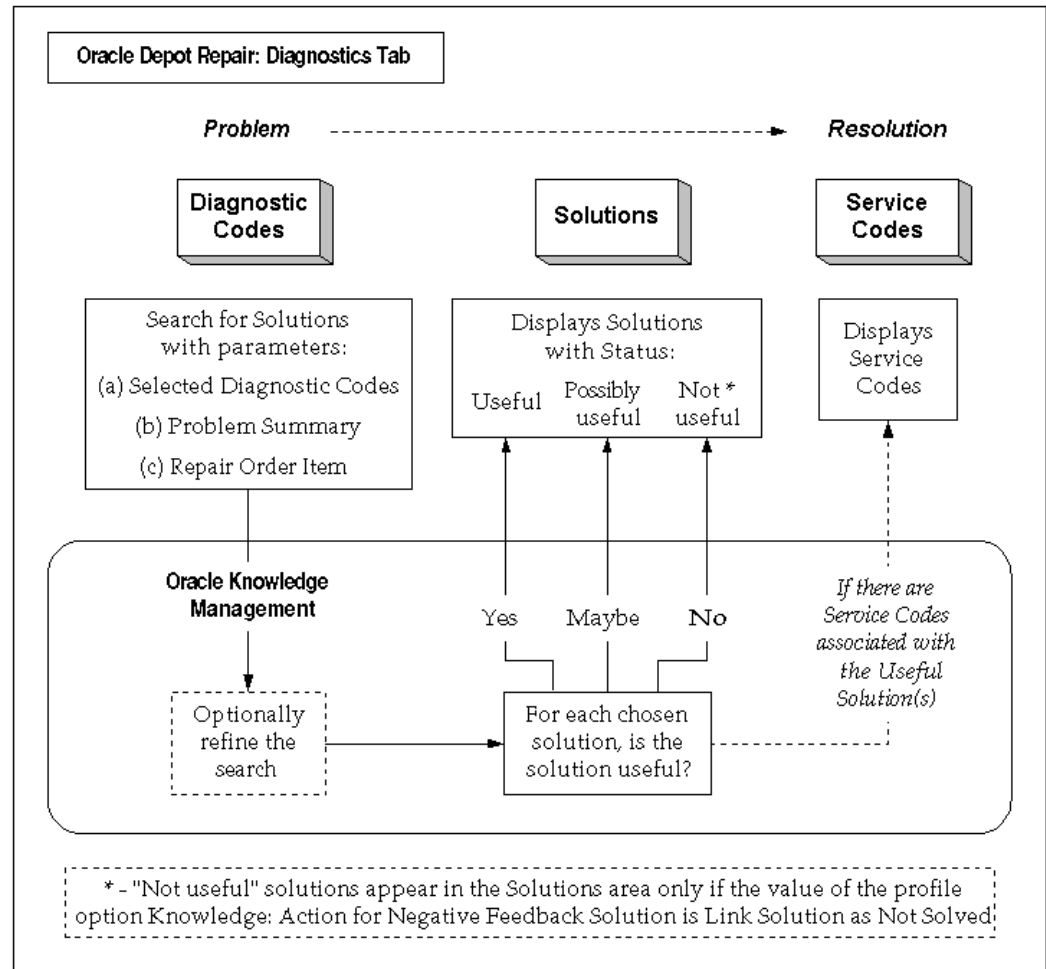 Oracle Depot Repair: Diagnostics Tab
Problem
Resolution
Diagnostic
Codes
Solutions
Service
Codes
Search for Solutions
with parameters:
(a) Selected Diagnostic Codes
(b) Problem Summary
(c) Repair Order Item
Displays Solutions
with Status:
Useful
Possibly
useful
Not *
useful
Displays
Service
Codes
Oracle Knowledge
Management
Yes
Maybe
No
If there are
Service Codes
associated with
the Useful
Solution(s)
Optionally
refine the
search
For each chosen
solution, is the
solution useful?
* - "Not useful" solutions appear in the Solutions area only if the value of the profile
option Knowledge: Action for Negative Feedback Solution is Link Solution as Not Solved